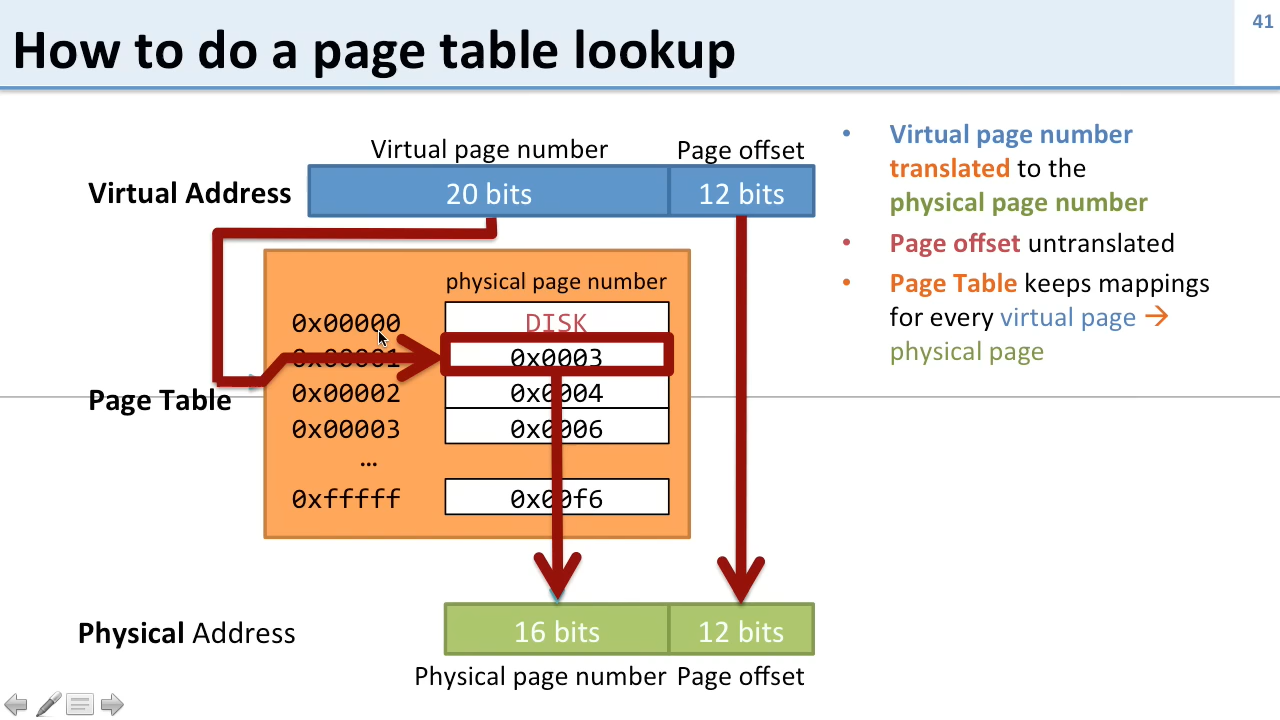 41
How to do a page table lookup
Virtual page number
Page offset
Virtual Address
20 bits
12 bits
physical page number
0x00000
DISK
0x00001
0x0003
0x00002
0x0004
0x00003
0x0006
…
0xfffff
0x00f6
Page Table
Physical Address
16 bits
12 bits
Physical page number
Page offset
• Virtual page number
translated to the
physical page number
• Page offset untranslated
• Page Table keeps mappings
for every virtual page →
physical page